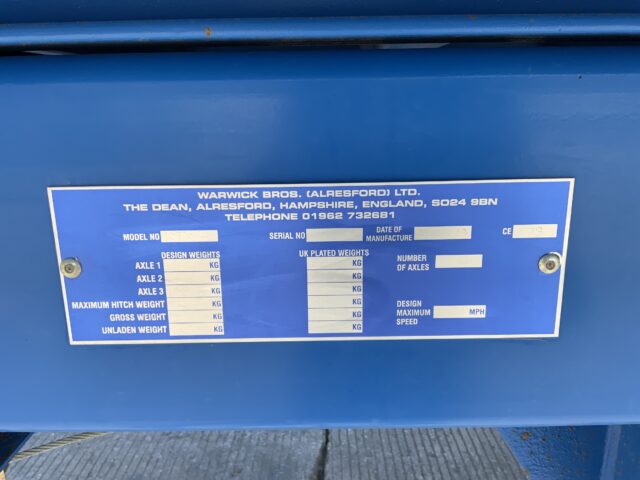 WARWICK BROS. (ALRESFORD) LTD.
THE DEAN, ALRESFORD, HAMPSHIRE, ENGLAND, SO24 9BN
TELEPHONE 01962 732681
MODEL NO SERIAL NO DATE OF MANUFACTURE CE
DESIGN WEIGHTS UK PLATED WEIGHTS
AXLE 1 KG KG NUMBER OF AXLES
AXLE 2 KG KG
AXLE 3 KG KG
MAXIMUM HITCH WEIGHT KG KG DESIGN MAXIMUM SPEED MPH
GROSS WEIGHT KG KG
UNLADEN WEIGHT KG KG